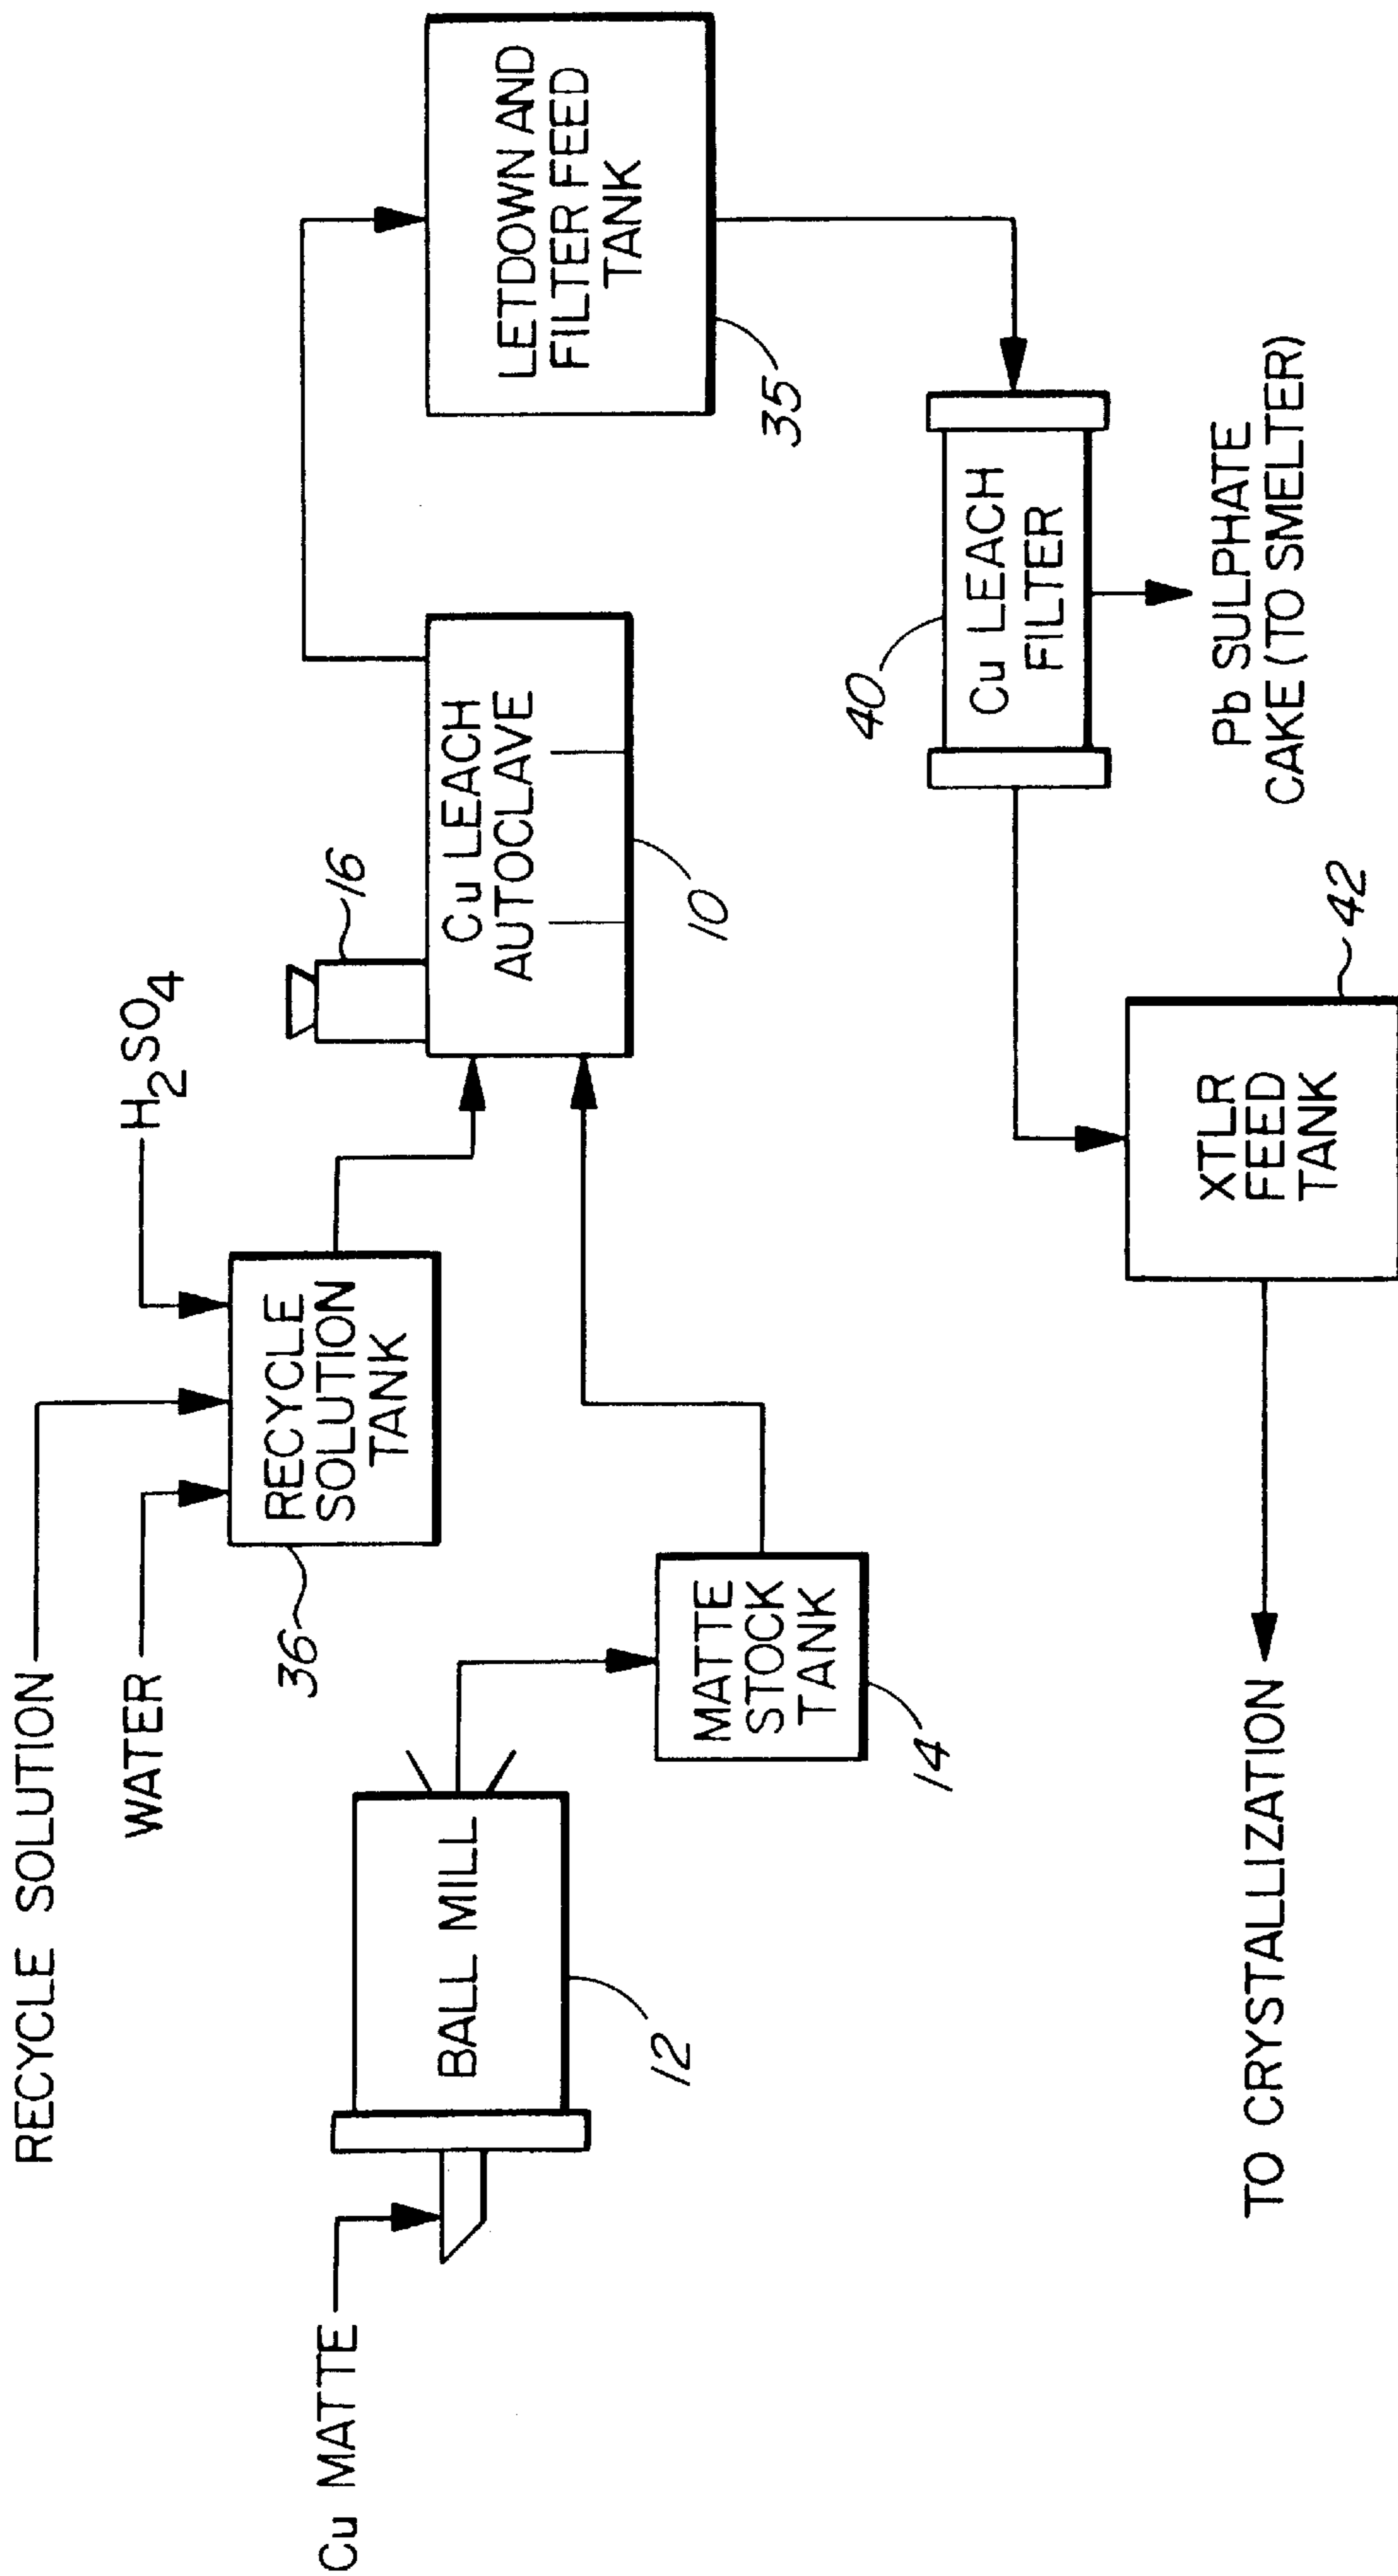 RECYCLE SOLUTION
WATER
H2SO4
36
RECYCLE
SOLUTION
TANK
16
Cu LEACH
AUTOCLAVE
10
LETDOWN AND
FILTER FEED
TANK
35
Cu MATTE
BALL MILL
12
MATTE
STOCK
TANK
14
40
Cu LEACH
FILTER
Pb SULPHATE
CAKE (TO SMELTER)
XTLR
FEED
TANK
42
TO CRYSTALLIZATION